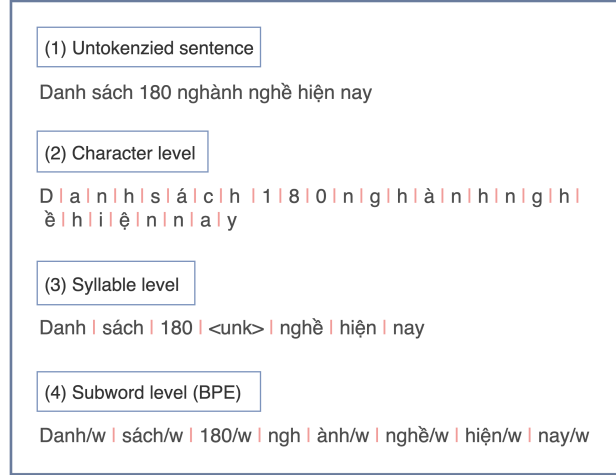 (1) Untokenzied sentence
Danh sách 180 nghành nghề hiện nay
(2) Character level
D | a | n | h | s | á | c | h | 1 | 8 | 0 | n | g | h | à | n | h | n | g | h |
ề | h | i | ệ | n | n | a | y
(3) Syllable level
Danh | sách | 180 | <unk> | nghề | hiện | nay
(4) Subword level (BPE)
Danh/w | sách/w | 180/w | ngh | ành/w | nghề/w | hiện/w | nay/w